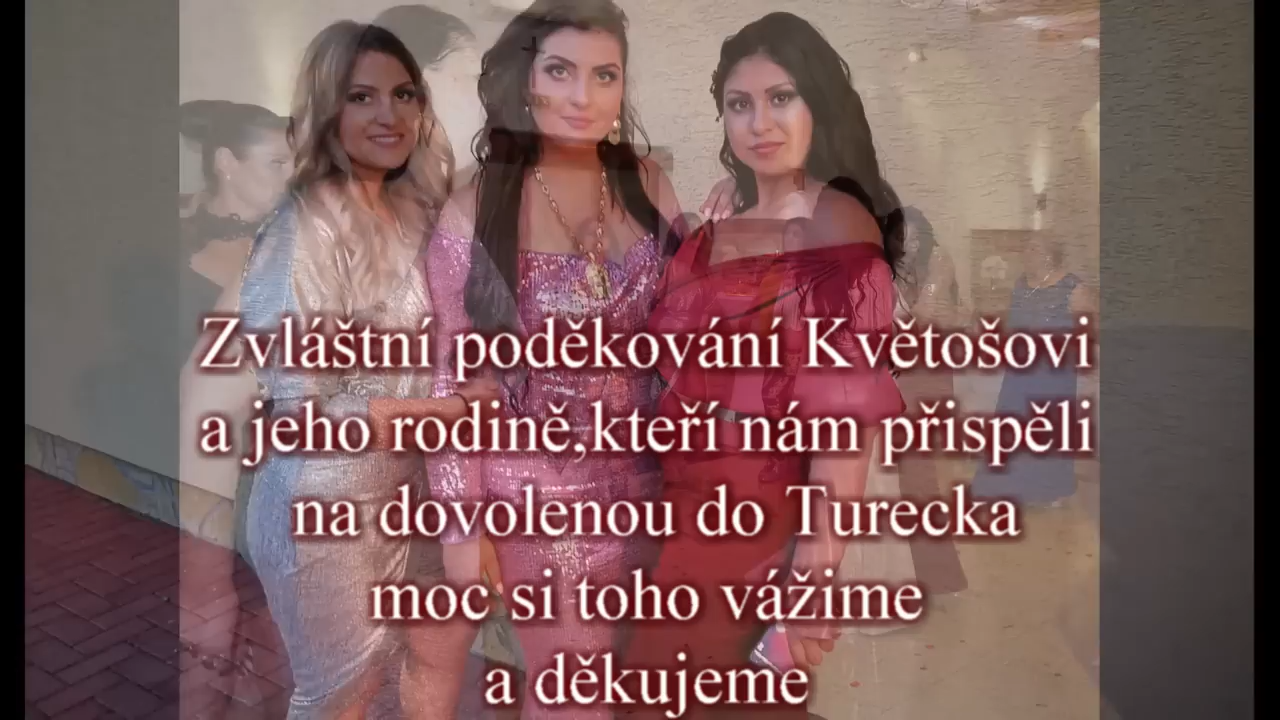 Zvláštní poděkování Květošovi
a jeho rodině,kteří nám přispěli
na dovolenou do Turecka
moc si toho vážime
a děkujeme